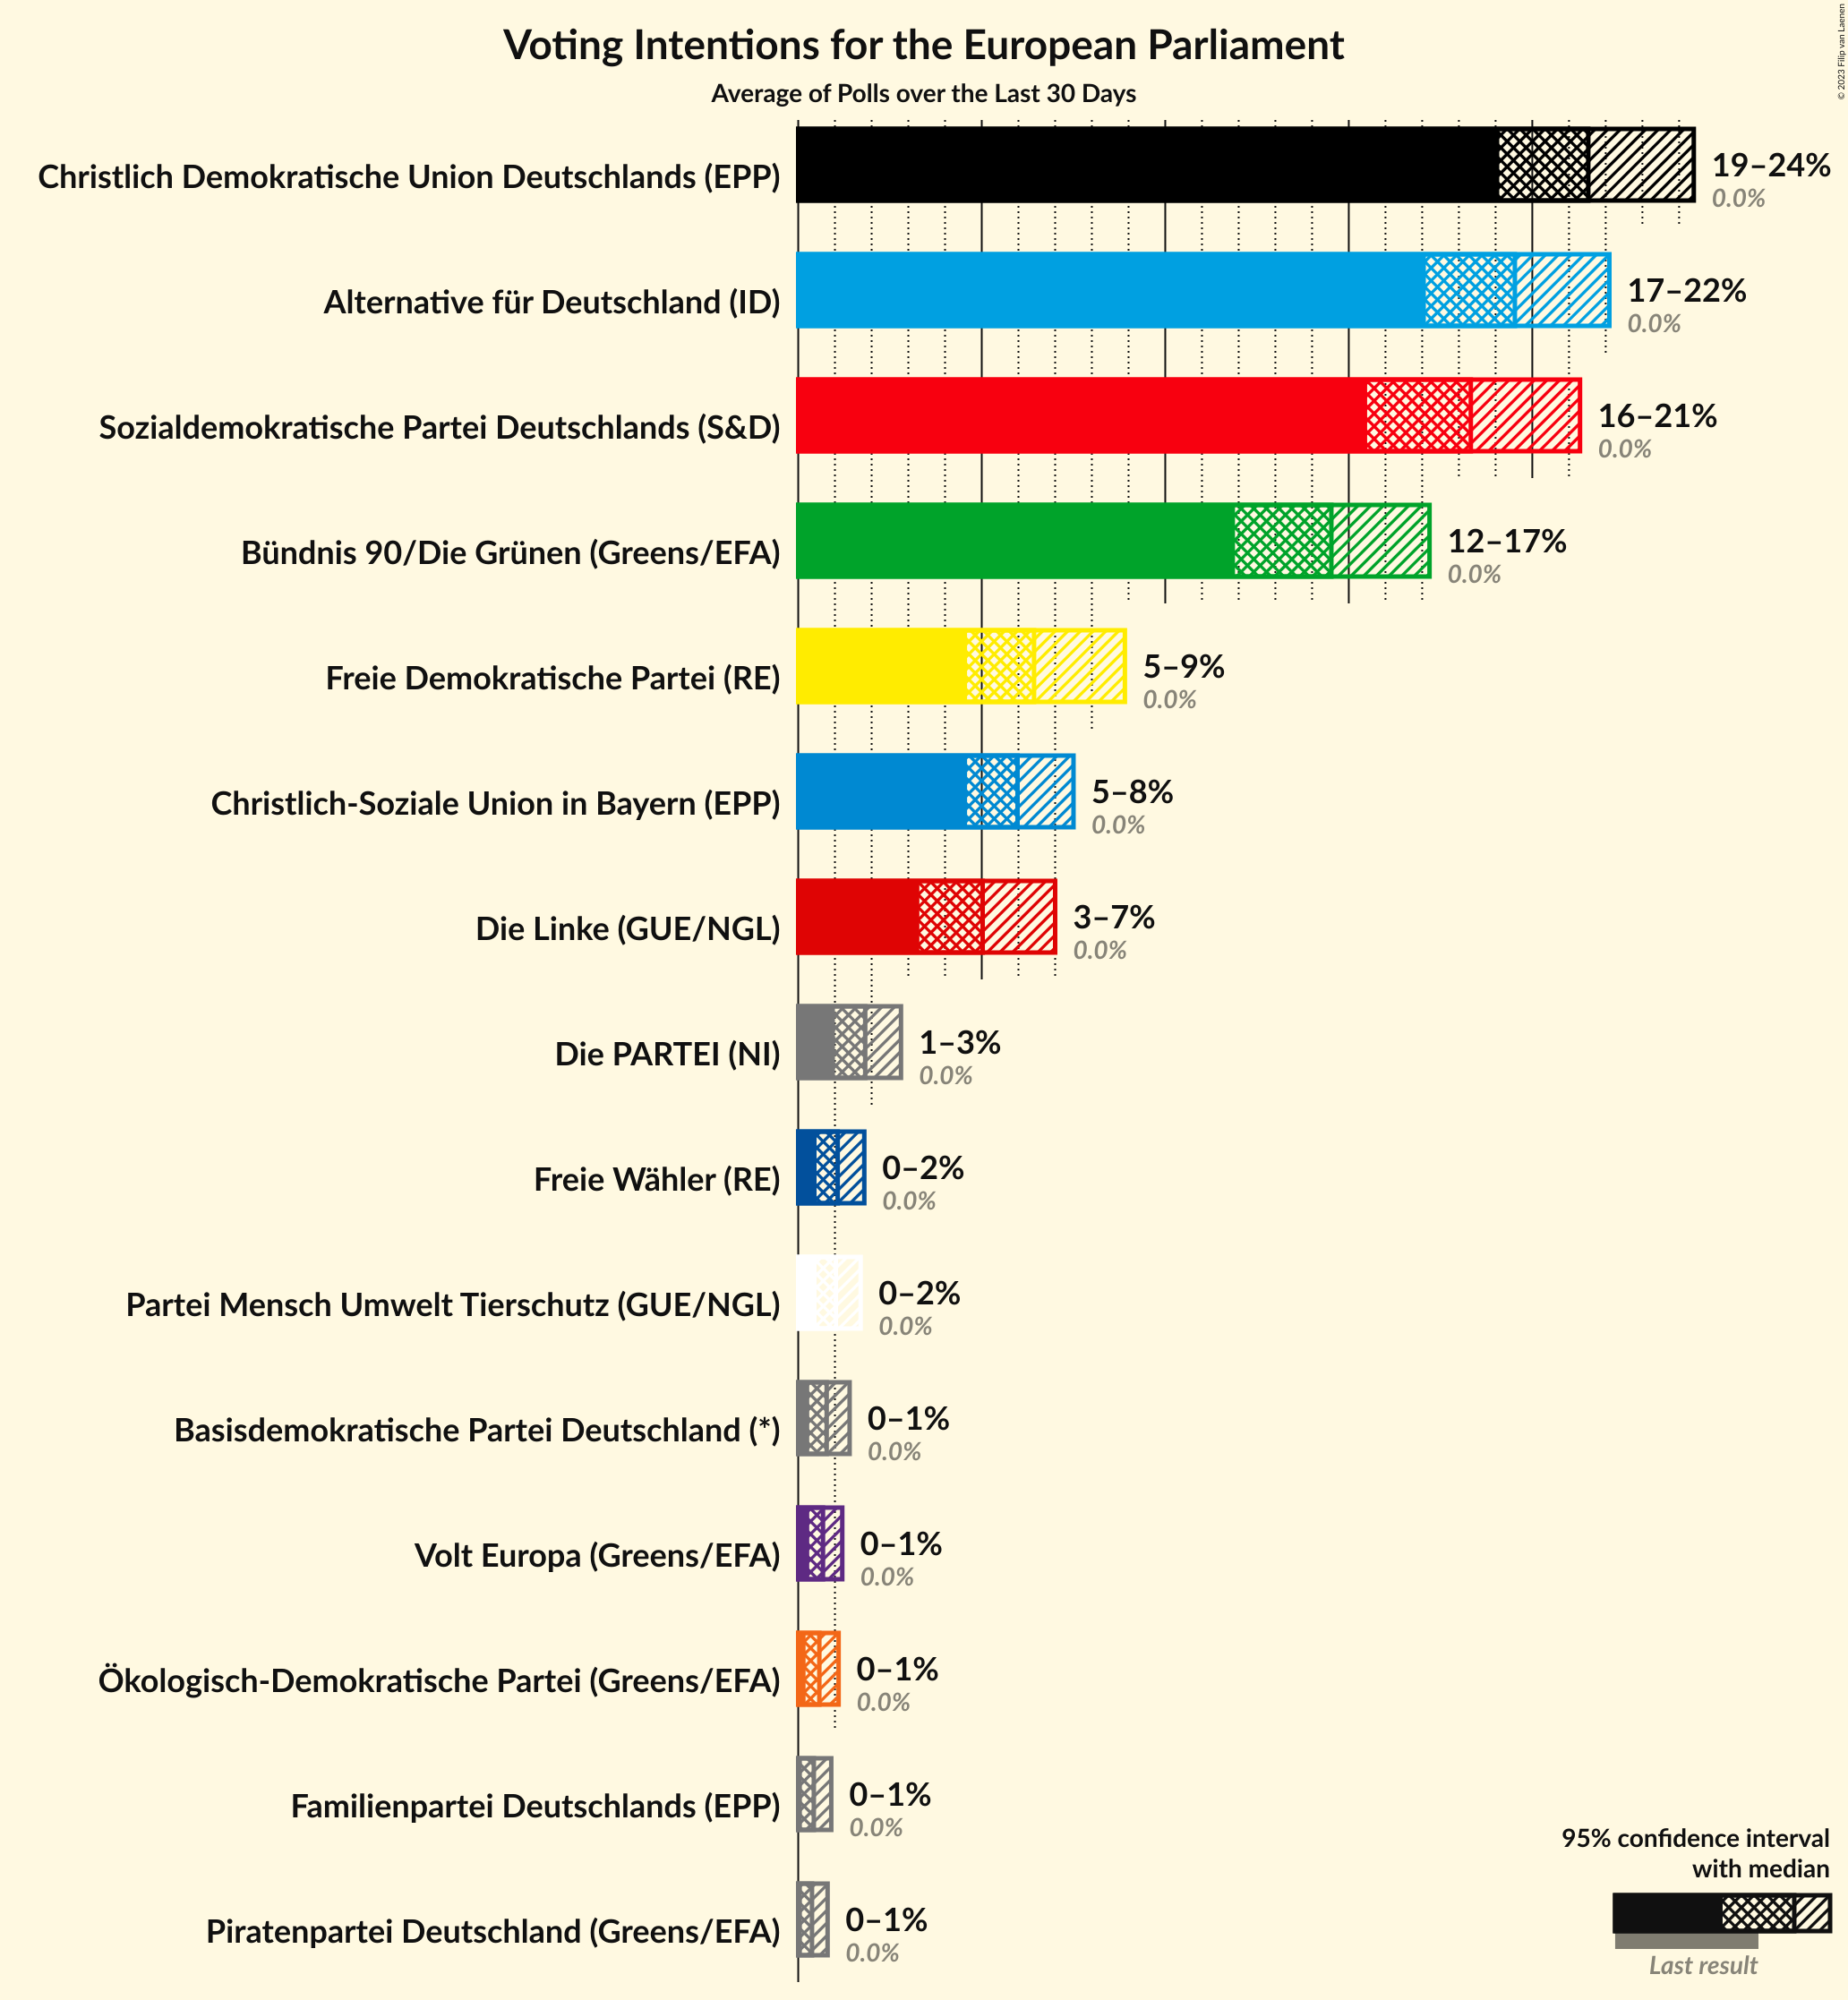 Voting Intentions for the European Parliament
Average of Polls over the Last 30 Days
© 2023 Filip van Laenen
Christlich Demokratische Union Deutschlands (EPP)
19–24%
0.0%
Alternative für Deutschland (ID)
17–22%
0.0%
Sozialdemokratische Partei Deutschlands (S&D)
16–21%
0.0%
Bündnis 90/Die Grünen (Greens/EFA)
12–17%
0.0%
Freie Demokratische Partei (RE)
5–9%
0.0%
Christlich-Soziale Union in Bayern (EPP)
5–8%
0.0%
Die Linke (GUE/NGL)
3–7%
0.0%
Die PARTEI (NI)
1–3%
0.0%
Freie Wähler (RE)
0–2%
0.0%
Partei Mensch Umwelt Tierschutz (GUE/NGL)
0–2%
0.0%
Basisdemokratische Partei Deutschland (*)
0–1%
0.0%
Volt Europa (Greens/EFA)
0–1%
0.0%
Ökologisch-Demokratische Partei (Greens/EFA)
0–1%
0.0%
Familienpartei Deutschlands (EPP)
0–1%
0.0%
Piratenpartei Deutschland (Greens/EFA)
0–1%
0.0%
95% confidence interval
with median
Last result